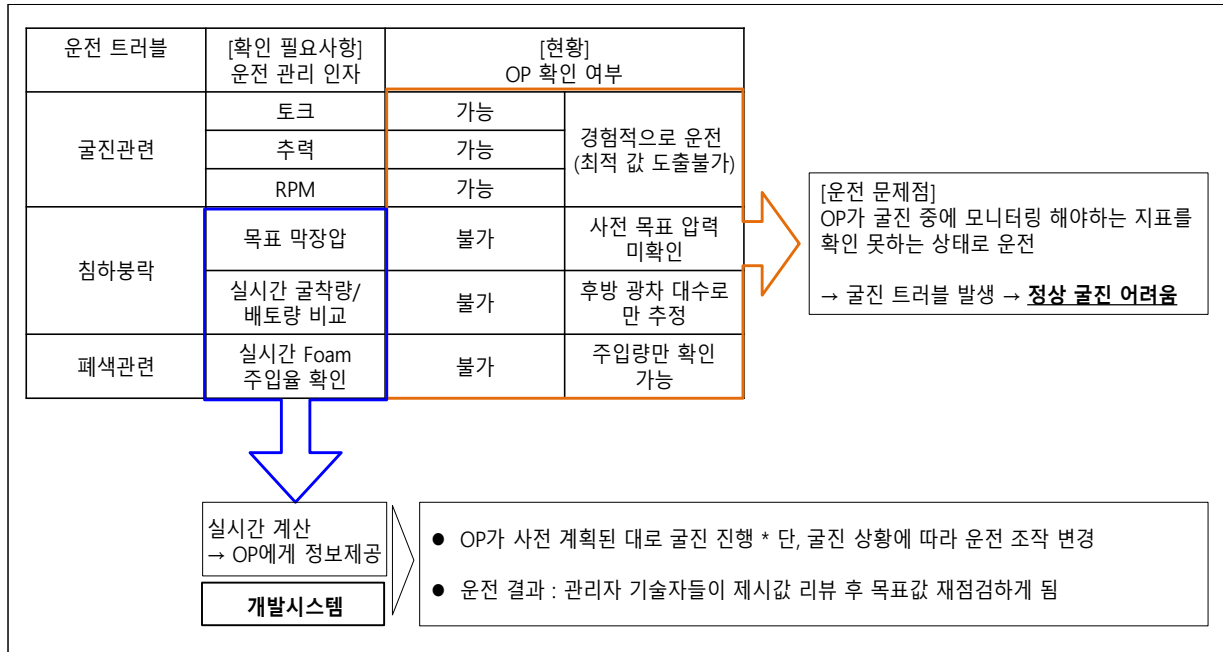 운전 트러블
[확인 필요사항]
운전 관리 인자
[현황]
OP 확인 여부
굴진관련
토크
가능
추력
가능
RPM
가능
경험적으로 운전
(최적 값 도출불가)
침하붕락
목표 막장압
불가
사전 목표 압력
미확인
실시간 굴착량/
배토량 비교
불가
후방 광차 대수로
만 추정
폐색관련
실시간 Foam
주입율 확인
불가
주입량만 확인
가능
[운전 문제점]
OP가 굴진 중에 모니터링 해야하는 지표를
확인 못하는 상태로 운전
→ 굴진 트러블 발생 → 정상 굴진 어려움
실시간 계산
→ OP에게 정보제공
개발시스템
● OP가 사전 계획된 대로 굴진 진행 * 단, 굴진 상황에 따라 운전 조작 변경
● 운전 결과 : 관리자 기술자들이 제시값 리뷰 후 목표값 재점검하게 됨